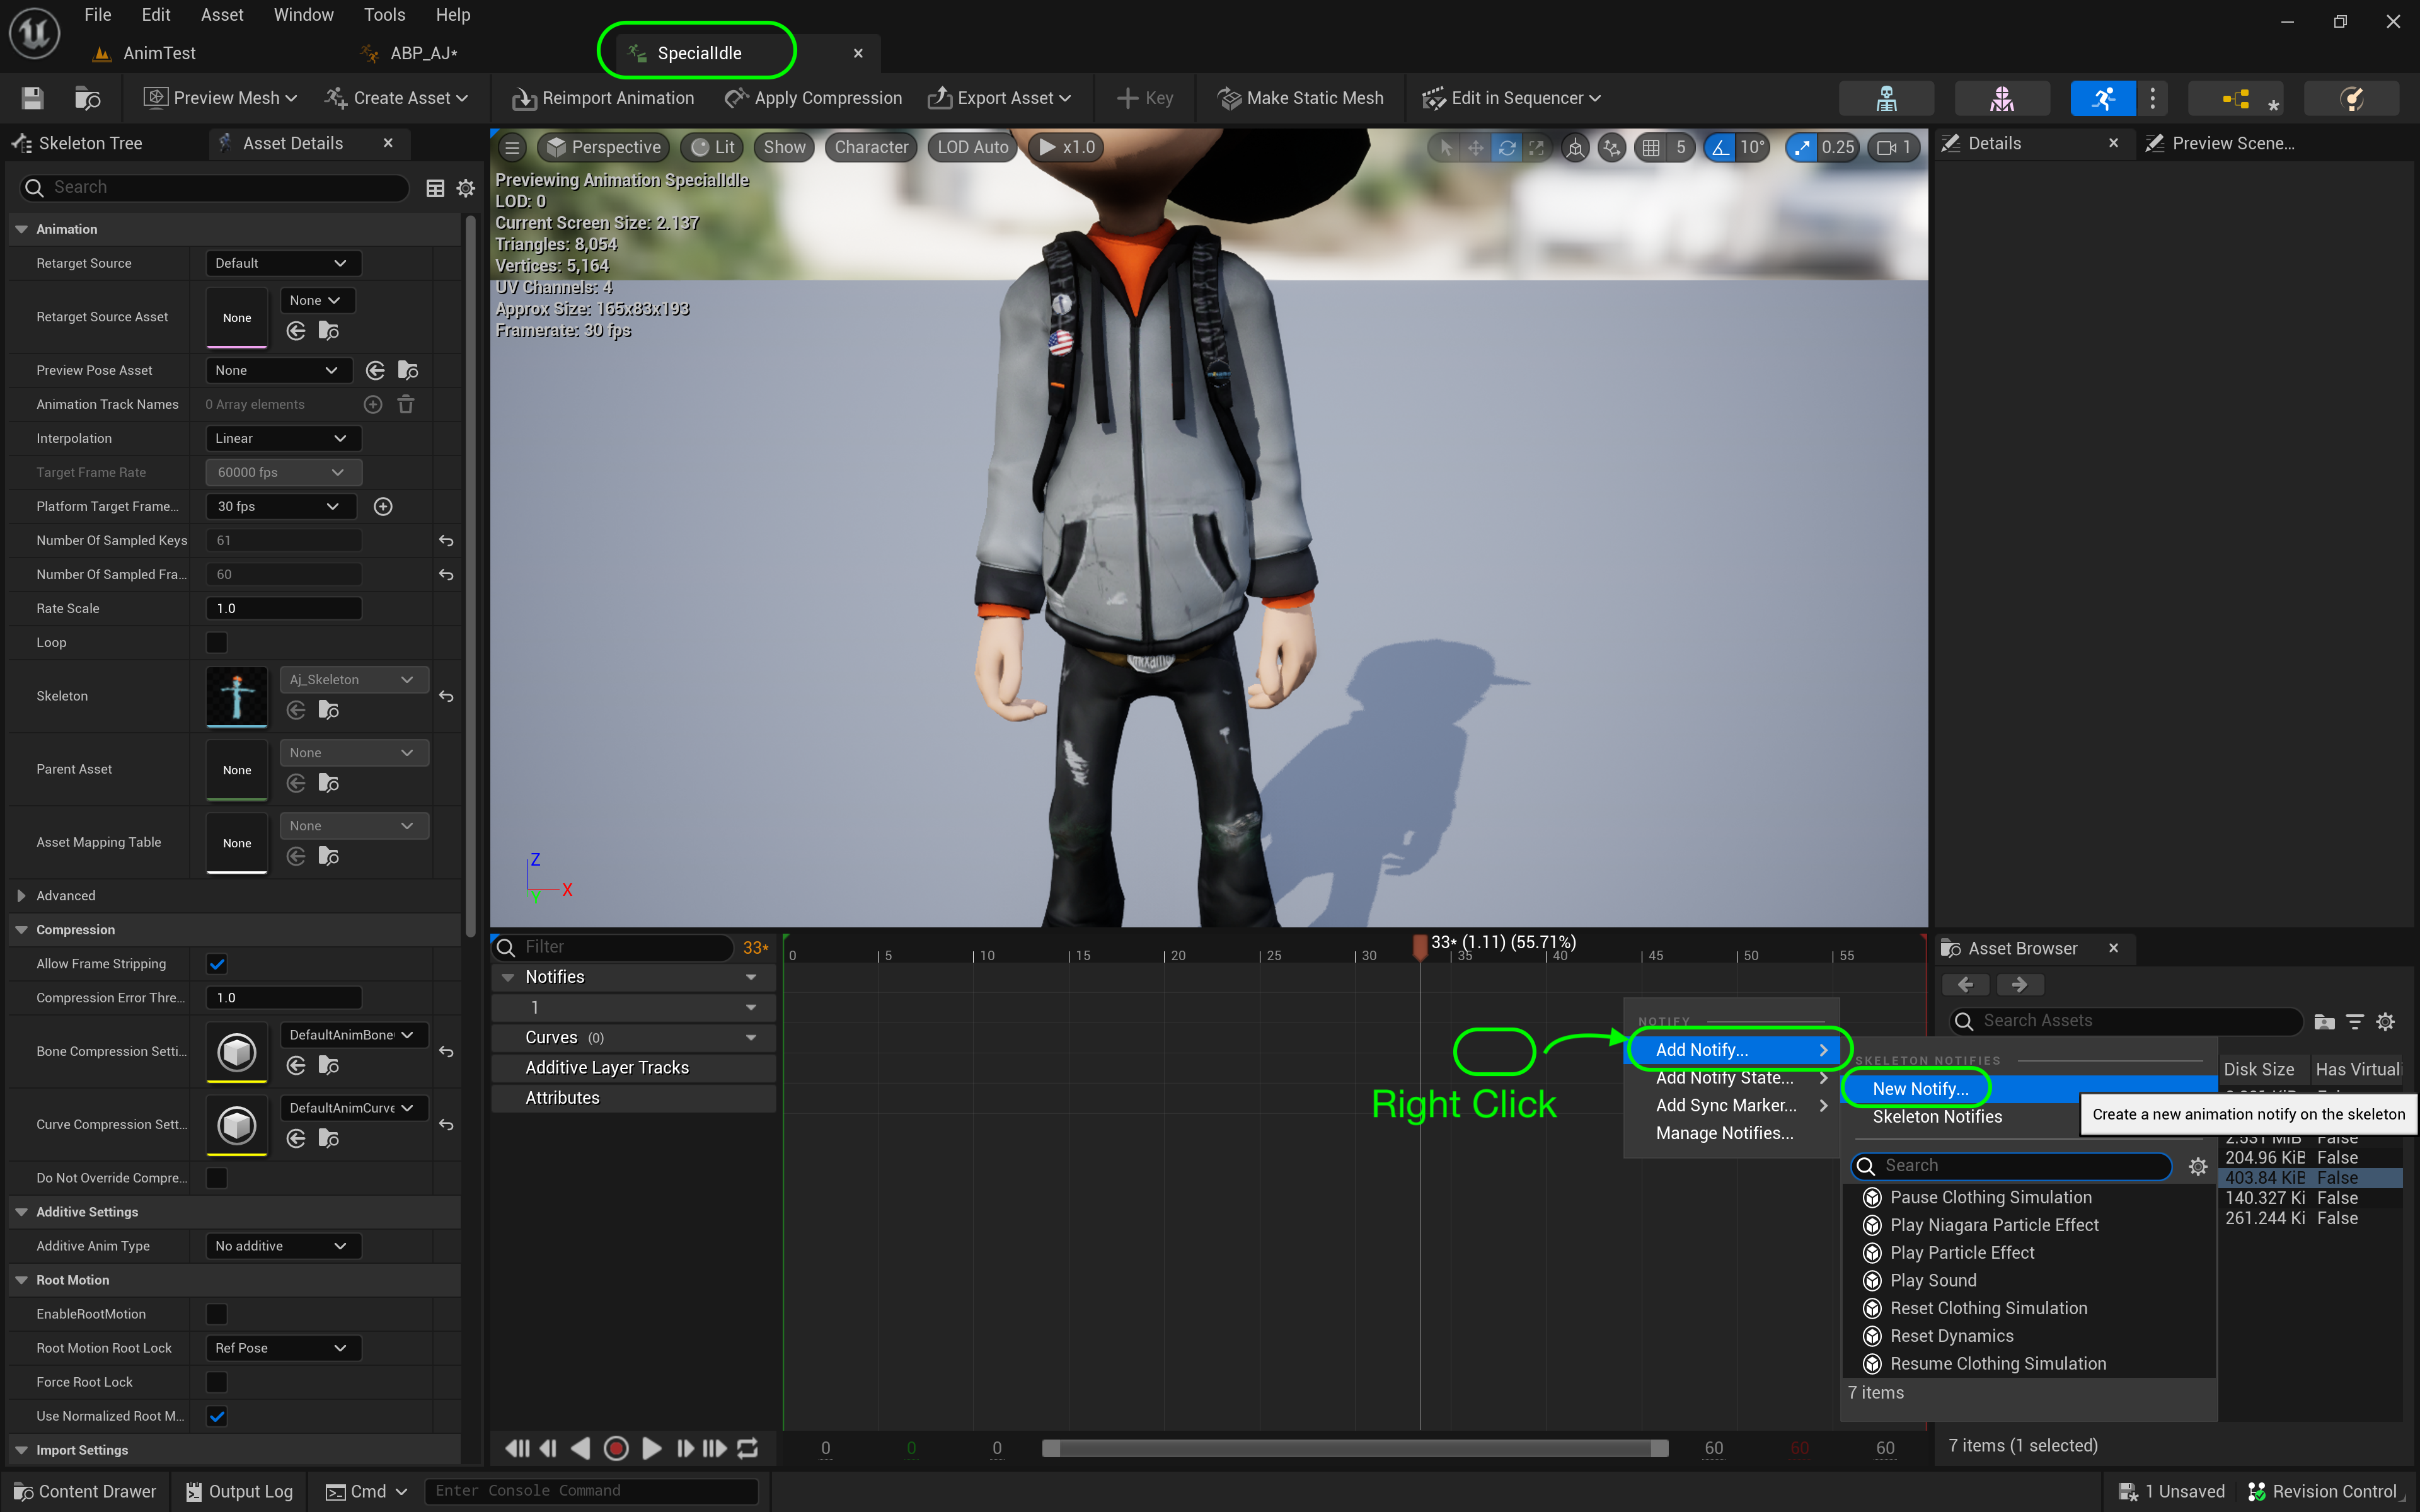 File Edit Asset Window Tools Help
AnimTest ABP_AJ* SpecialIdle
Preview Mesh Create Asset Reimport Animation Apply Compression Export Asset Key Make Static Mesh Edit in Sequencer
Skeleton Tree Asset Details
Search
Animation
Retarget Source Default
Retarget Source Asset None None
Preview Pose Asset None
Animation Track Names 0 Array elements
Interpolation Linear
Target Frame Rate 60000 fps
Platform Target Frame... 30 fps
Number Of Sampled Keys 61
Number Of Sampled Fra... 60
Rate Scale 1.0
Loop
Skeleton Aj_Skeleton
Parent Asset None None
Asset Mapping Table None None
Advanced
Compression
Allow Frame Stripping
Compression Error Thre... 1.0
Bone Compression Setti... DefaultAnimBone
Curve Compression Sett... DefaultAnimCurve
Do Not Override Compre...
Additive Settings
Additive Anim Type No additive
Root Motion
EnableRootMotion
Root Motion Root Lock Ref Pose
Force Root Lock
Use Normalized Root M...
Import Settings
Perspective Lit Show Character LOD Auto x1.0 5 10° 0.25 1
Previewing Animation SpecialIdle
LOD: 0
Current Screen Size: 2.137
Triangles: 8,054
Vertices: 5,164
UV Channels: 4
Approx Size: 165x83x193
Framerate: 30 fps
mixamo
Z
X
Y
Details Preview Scene...
Filter 33*
33* (1.11) (55.71%)
0 5 10 15 20 25 30 35 40 45 50 55
Notifies
1
Curves (0)
Additive Layer Tracks
Attributes
Right Click
NOTIFY
Add Notify...
Add Notify State...
Add Sync Marker...
Manage Notifies...
SKELETON NOTIFIES
New Notify...
Skeleton Notifies
Create a new animation notify on the skeleton
Search
Pause Clothing Simulation
Play Niagara Particle Effect
Play Particle Effect
Play Sound
Reset Clothing Simulation
Reset Dynamics
Resume Clothing Simulation
7 items
Asset Browser
Search Assets
Disk Size Has Virtuali
2.531 MiB False
204.96 KiB False
403.84 KiB False
140.327 Ki False
261.244 Ki False
7 items (1 selected)
0 0 0 60 60 60
Content Drawer Output Log Cmd Enter Console Command 1 Unsaved Revision Control